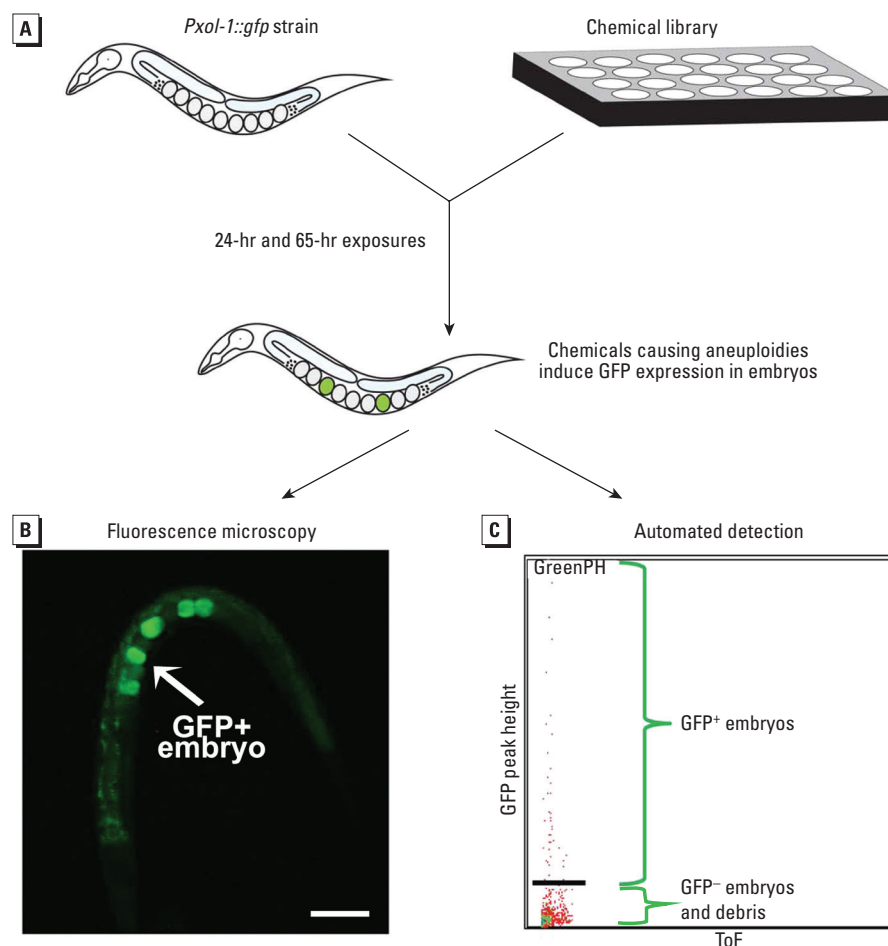 A
Pxol-1::gfp strain
Chemical library
24-hr and 65-hr exposures
Chemicals causing aneuploidies
induce GFP expression in embryos
B
Fluorescence microscopy
GFP+
embryo
C
Automated detection
GreenPH
GFP peak height
GFP⁺ embryos
GFP⁻ embryos
and debris
ToF